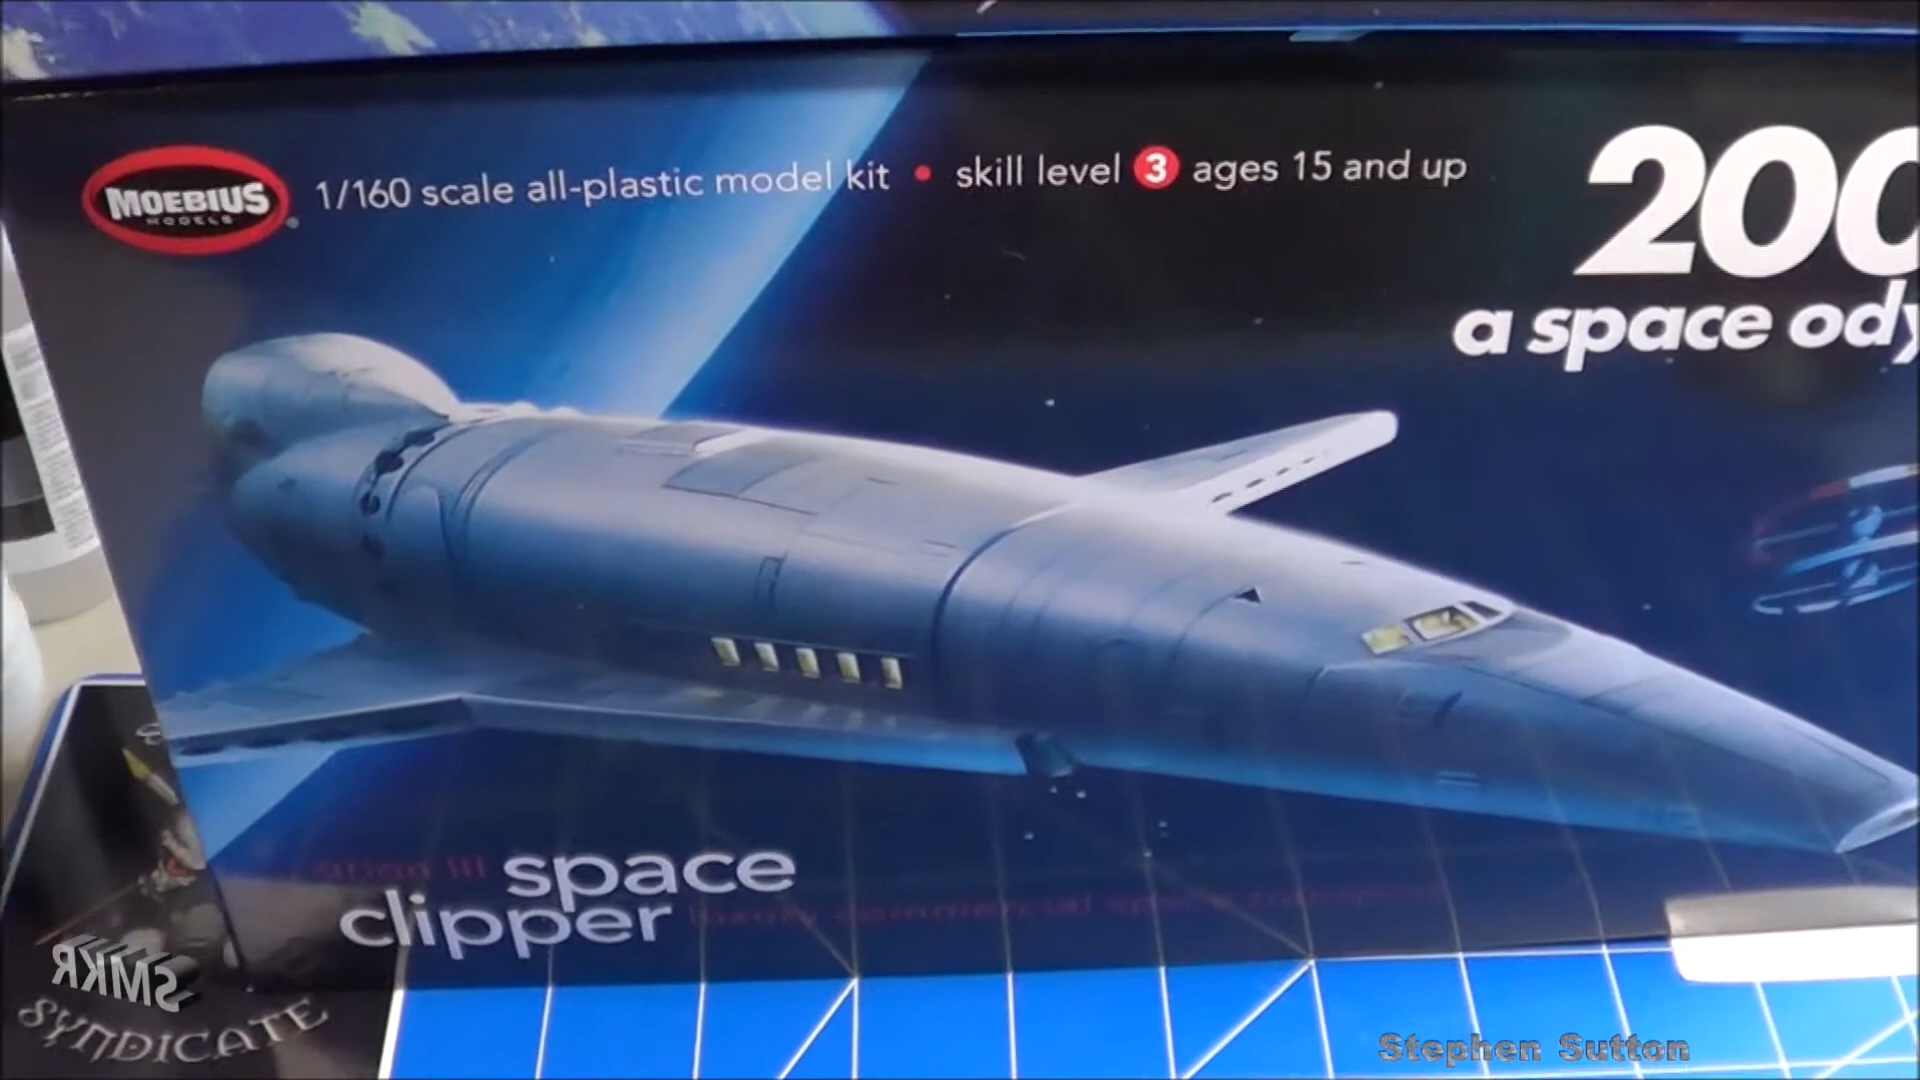 MOEBIUS
MODELS
1/160 scale all-plastic model kit • skill level 3 ages 15 and up
200
a space ody
space
clipper
SMKR
SYNDICATE
Stephen Sutton